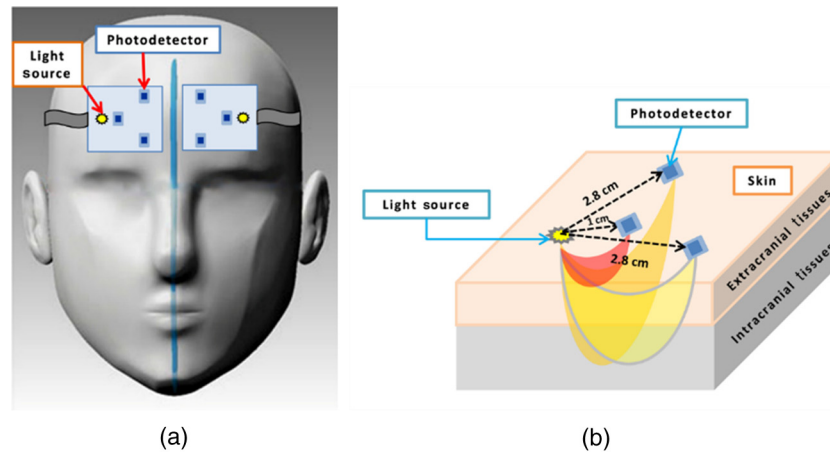 Photodetector
Light
source
(a)
Photodetector
Skin
2.8 cm
Light source
1 cm
2.8 cm
Extracranial tissues
Intracranial tissues
(b)